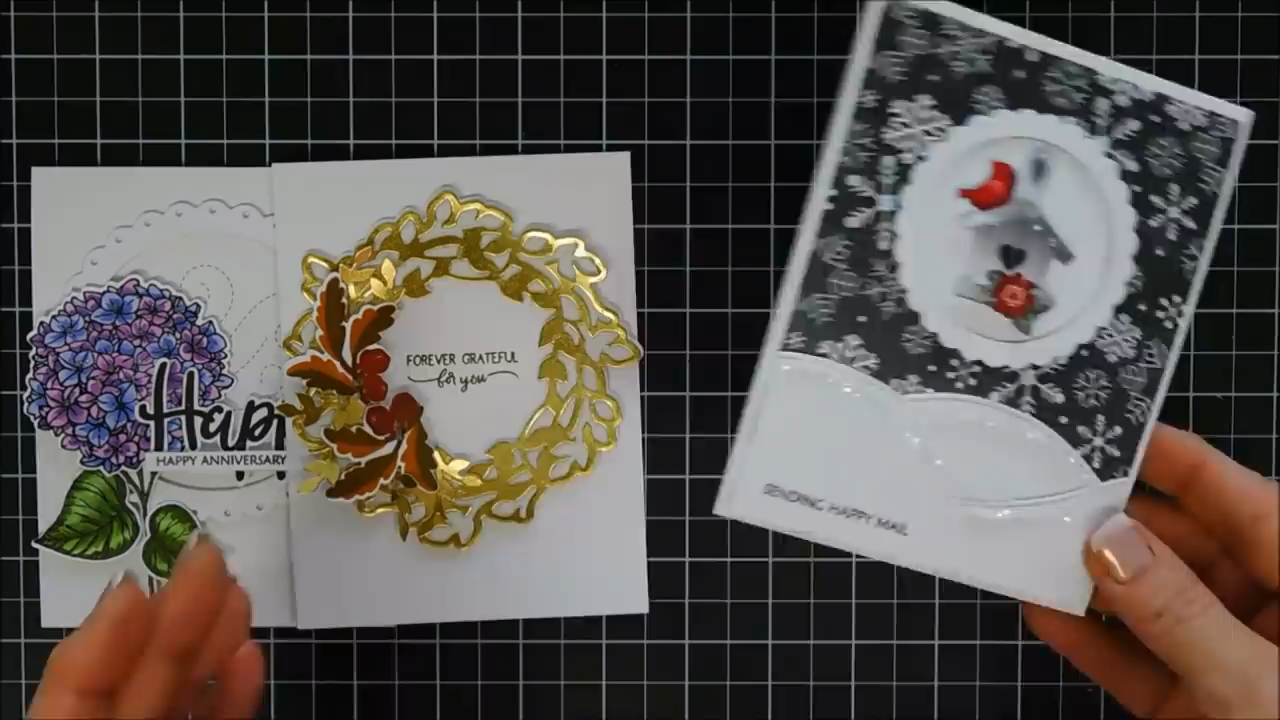 Hap
HAPPY ANNIVERSARY
FOREVER GRATEFUL
for you
SENDING HAPPY MAIL